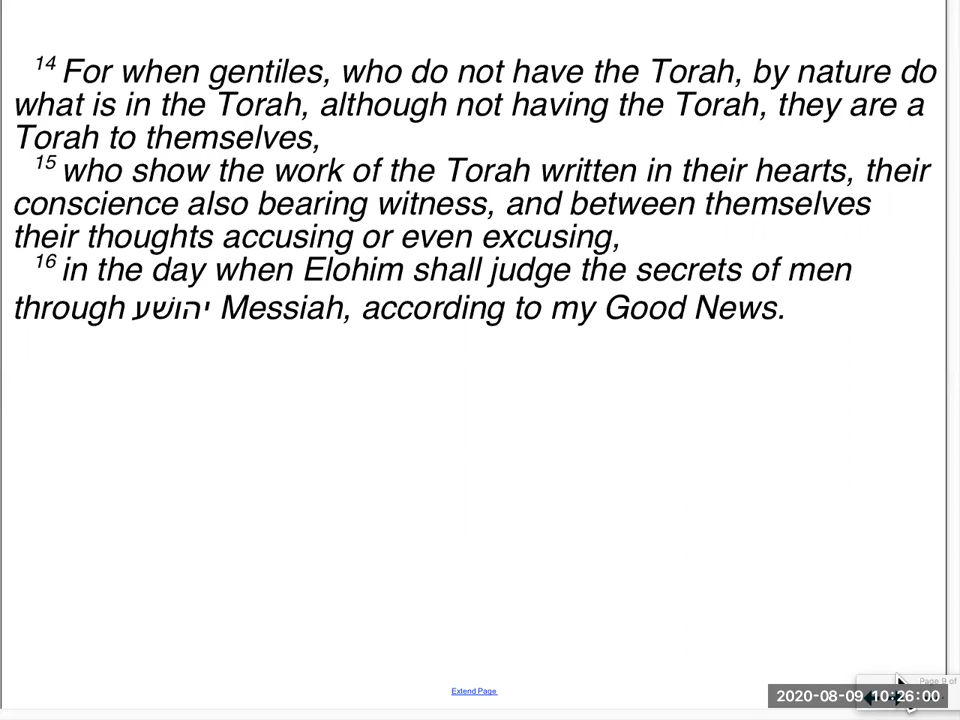 14 For when gentiles, who do not have the Torah, by nature do
what is in the Torah, although not having the Torah, they are a
Torah to themselves,
15 who show the work of the Torah written in their hearts, their
conscience also bearing witness, and between themselves
their thoughts accusing or even excusing,
16 in the day when Elohim shall judge the secrets of men
through יהושע Messiah, according to my Good News.
Extend Page
Page 9 of
2020-08-09 10:26:00